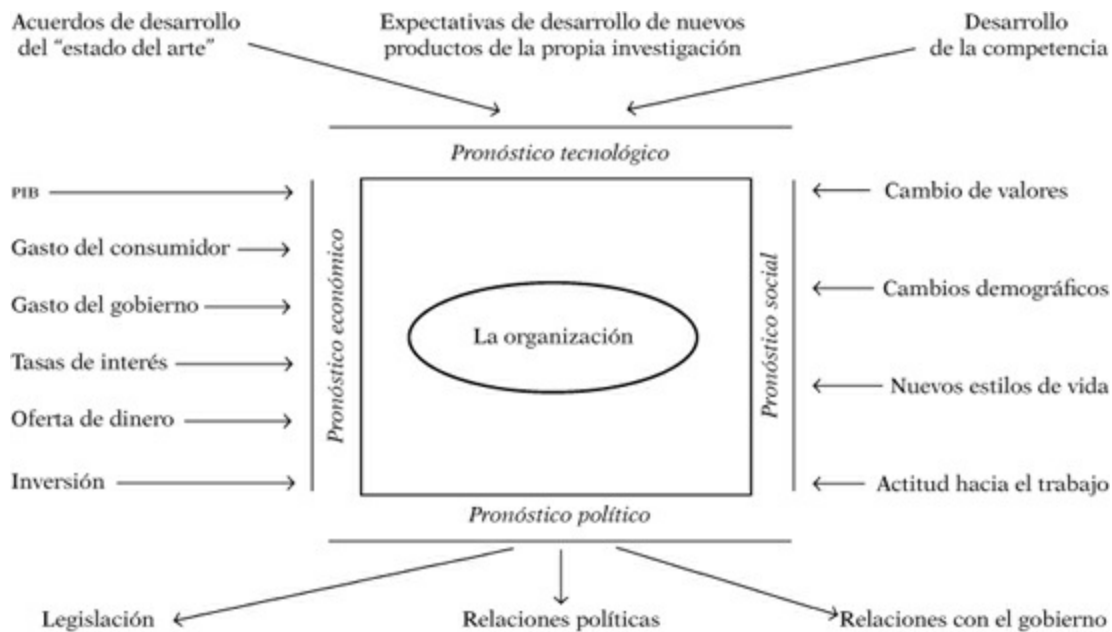 Acuerdos de desarrollo
del “estado del arte”
Expectativas de desarrollo de nuevos
productos de la propia investigación
Desarrollo
de la competencia
Pronóstico tecnológico
PIB
Gasto del consumidor
Gasto del gobierno
Tasas de interés
Oferta de dinero
Inversión
Pronóstico económico
La organización
Pronóstico social
Cambio de valores
Cambios demográficos
Nuevos estilos de vida
Actitud hacia el trabajo
Pronóstico político
Legislación
Relaciones políticas
Relaciones con el gobierno